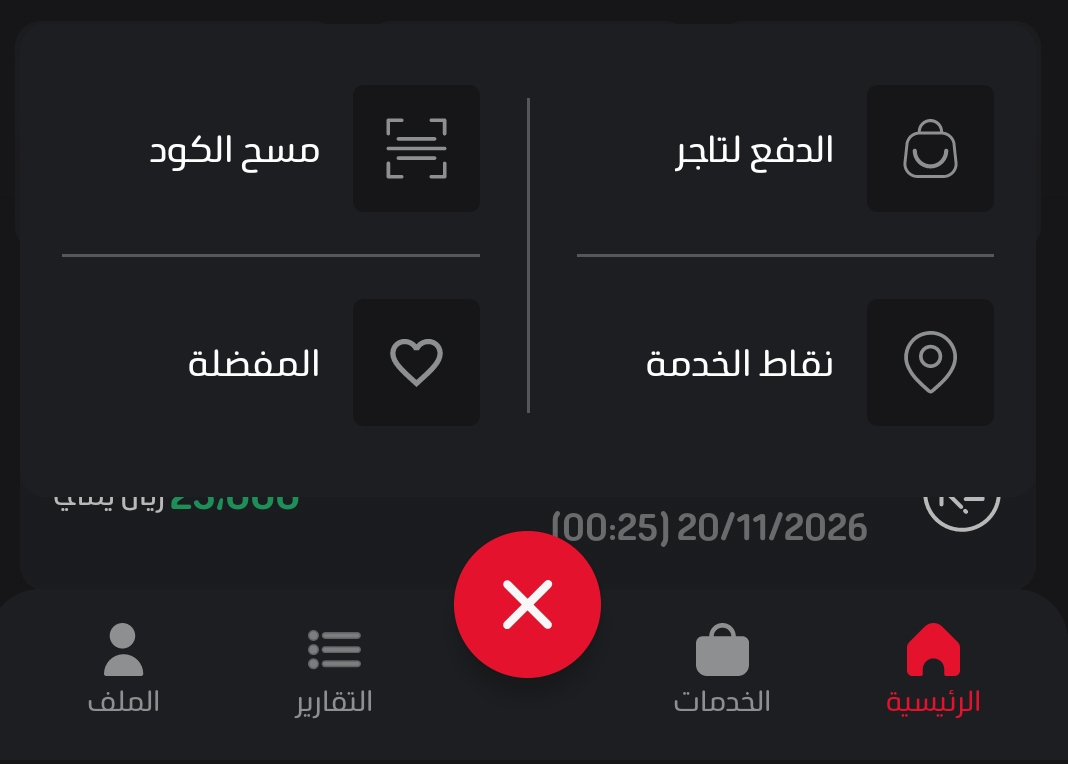 الدفع لتاجر
مسح الكود
نقاط الخدمة
المفضلة
20/11/2026 (00:25)
ريال يمني
الرئيسية
الخدمات
التقارير
الملف